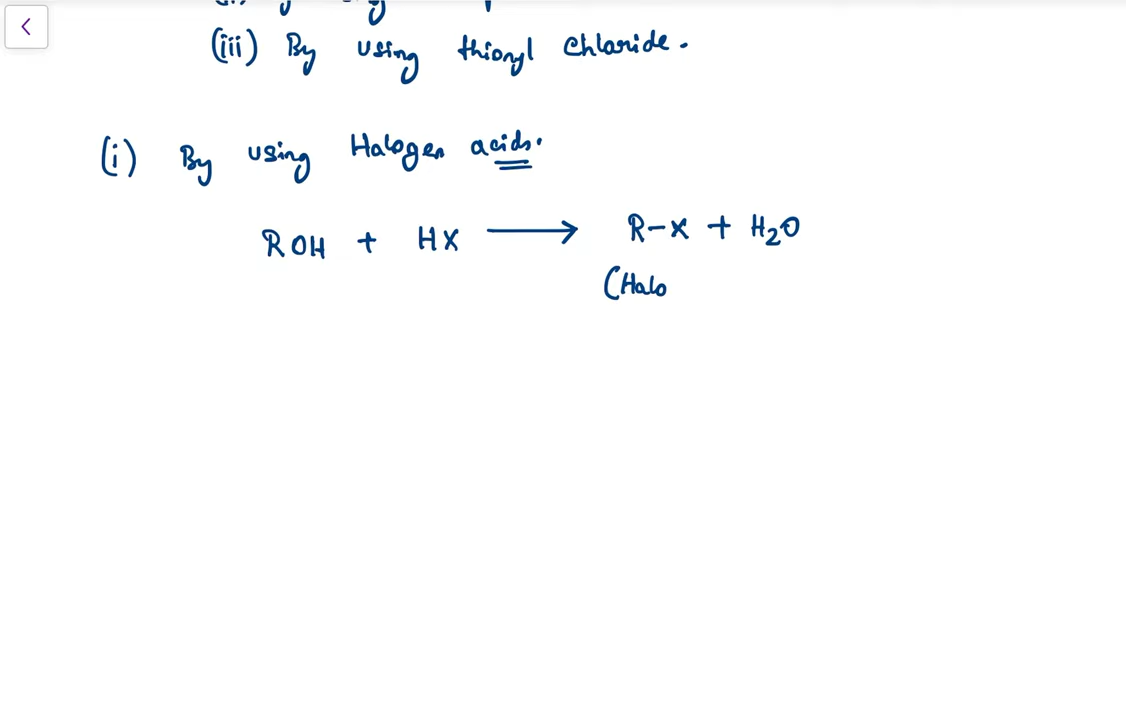 (iii) By using thionyl chloride.
(i) By using Halogen acids.
ROH + HX ⟶ R-X + H₂O
(Halo